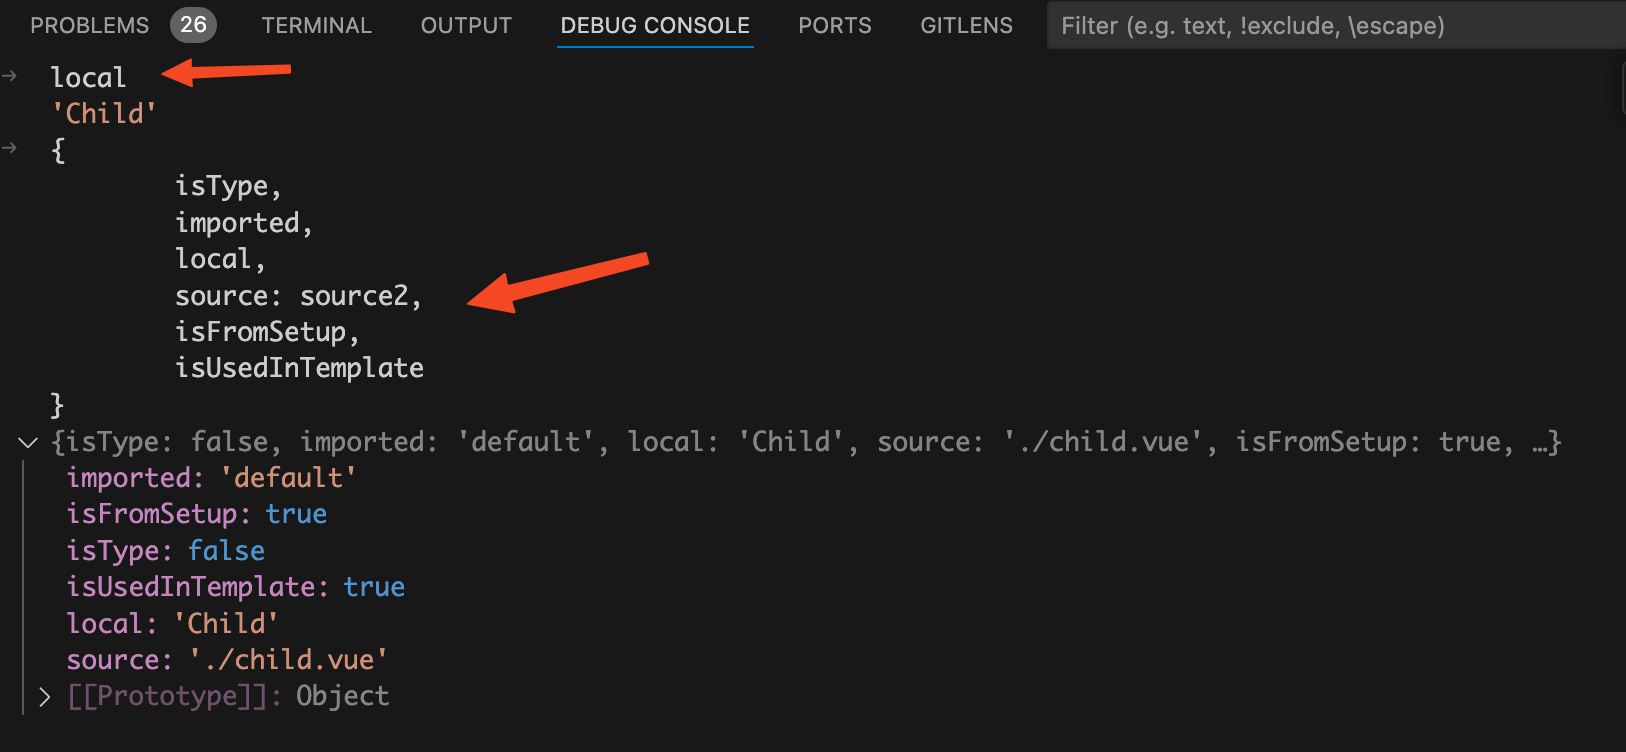 PROBLEMS 26 TERMINAL OUTPUT DEBUG CONSOLE PORTS GITLENS Filter (e.g. text, !exclude, \escape)
local
'Child'
{
isType,
imported,
local,
source: source2,
isFromSetup,
isUsedInTemplate
}
{isType: false, imported: 'default', local: 'Child', source: './child.vue', isFromSetup: true, …}
imported: 'default'
isFromSetup: true
isType: false
isUsedInTemplate: true
local: 'Child'
source: './child.vue'
[[Prototype]]: Object